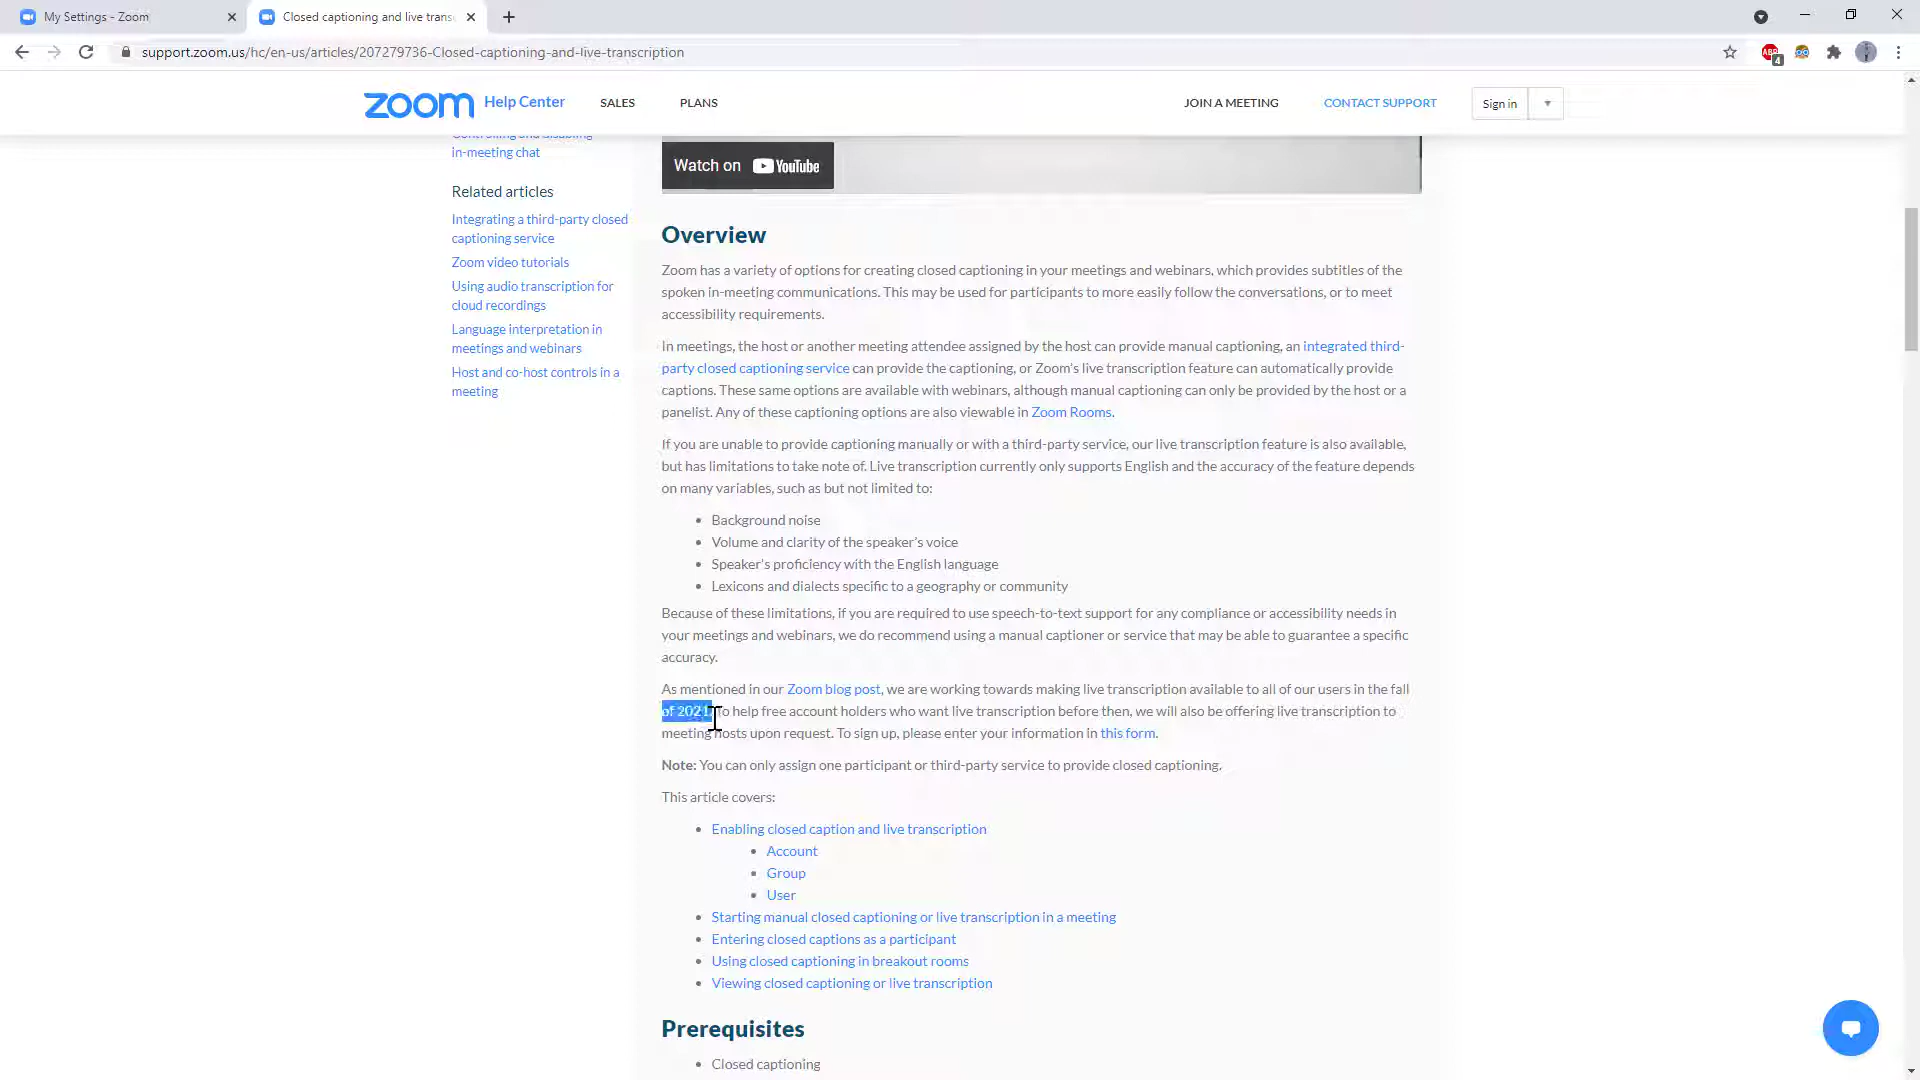 My Settings - Zoom
Closed captioning and live trans
support.zoom.us/hc/en-us/articles/207279736-Closed-captioning-and-live-transcription
ABP
4
zoom Help Center
SALES
PLANS
JOIN A MEETING
CONTACT SUPPORT
Sign in
Controlling and disabling
in-meeting chat
Related articles
Integrating a third-party closed
captioning service
Zoom video tutorials
Using audio transcription for
cloud recordings
Language interpretation in
meetings and webinars
Host and co-host controls in a
meeting
Watch on YouTube
Overview
Zoom has a variety of options for creating closed captioning in your meetings and webinars, which provides subtitles of the
spoken in-meeting communications. This may be used for participants to more easily follow the conversations, or to meet
accessibility requirements.
In meetings, the host or another meeting attendee assigned by the host can provide manual captioning, an integrated third-
party closed captioning service can provide the captioning, or Zoom's live transcription feature can automatically provide
captions. These same options are available with webinars, although manual captioning can only be provided by the host or a
panelist. Any of these captioning options are also viewable in Zoom Rooms.
If you are unable to provide captioning manually or with a third-party service, our live transcription feature is also available,
but has limitations to take note of. Live transcription currently only supports English and the accuracy of the feature depends
on many variables, such as but not limited to:
• Background noise
• Volume and clarity of the speaker's voice
• Speaker's proficiency with the English language
• Lexicons and dialects specific to a geography or community
Because of these limitations, if you are required to use speech-to-text support for any compliance or accessibility needs in
your meetings and webinars, we do recommend using a manual captioner or service that may be able to guarantee a specific
accuracy.
As mentioned in our Zoom blog post, we are working towards making live transcription available to all of our users in the fall
of 2021. To help free account holders who want live transcription before then, we will also be offering live transcription to
meeting hosts upon request. To sign up, please enter your information in this form.
Note: You can only assign one participant or third-party service to provide closed captioning.
This article covers:
• Enabling closed caption and live transcription
• Account
• Group
• User
• Starting manual closed captioning or live transcription in a meeting
• Entering closed captions as a participant
• Using closed captioning in breakout rooms
• Viewing closed captioning or live transcription
Prerequisites
• Closed captioning